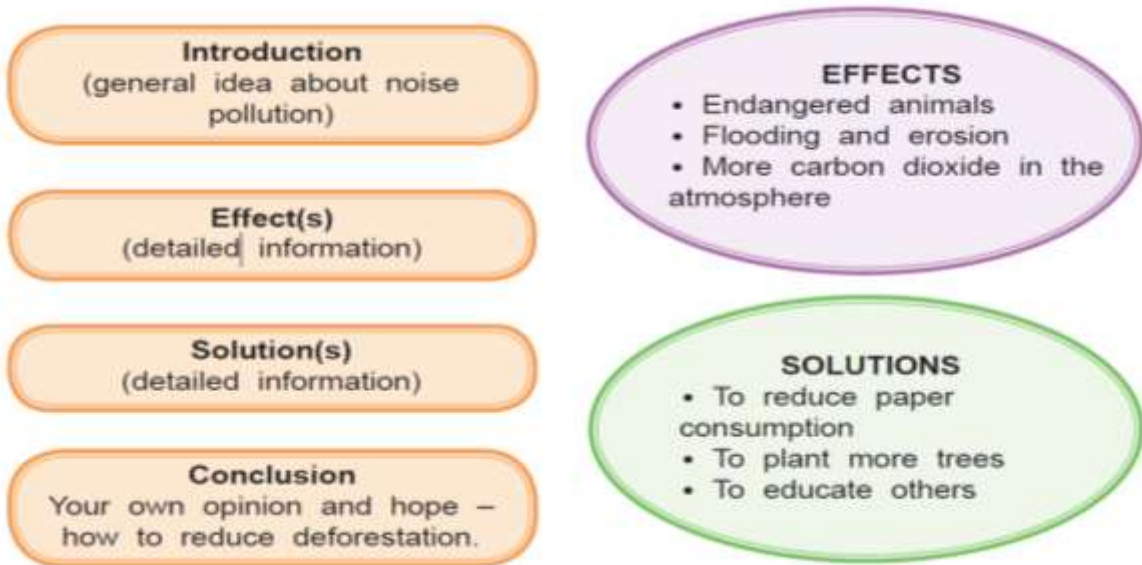 Introduction
(general idea about noise
pollution)
Effect(s)
(detailed information)
Solution(s)
(detailed information)
Conclusion
Your own opinion and hope –
how to reduce deforestation.
EFFECTS
• Endangered animals
• Flooding and erosion
• More carbon dioxide in the
atmosphere
SOLUTIONS
• To reduce paper
consumption
• To plant more trees
• To educate others